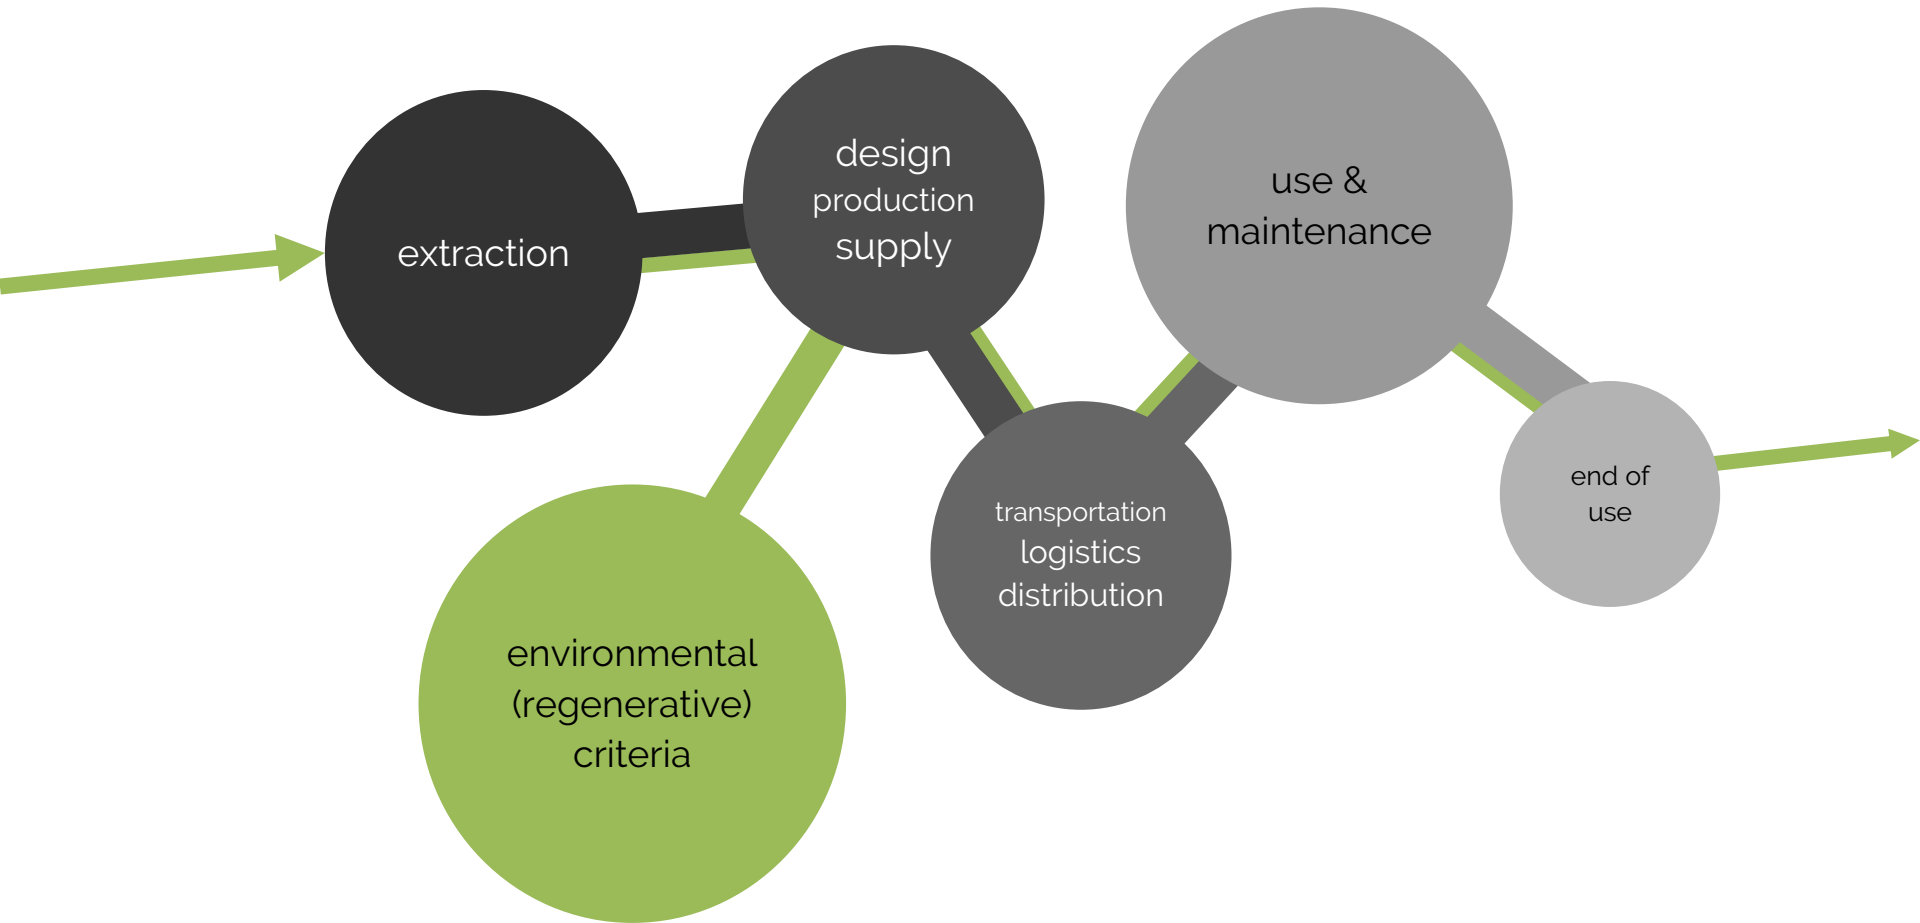 extraction
design
production
supply
environmental
(regenerative)
criteria
transportation
logistics
distribution
use &
maintenance
end of
use